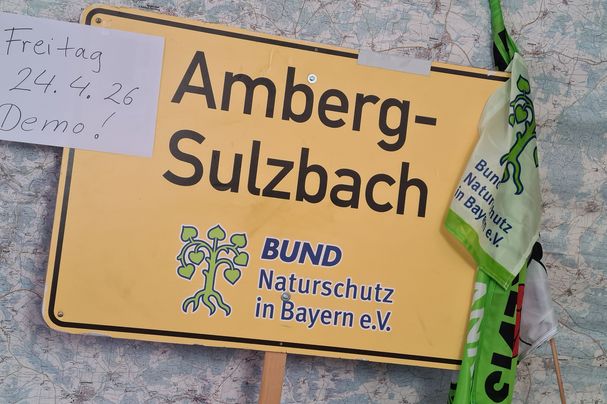 Freitag
24.4.26
Demo!
Amberg-
Sulzbach
BUND
Naturschutz
in Bayern e.V.
Bund
Naturschutz
in Bayern e.V.